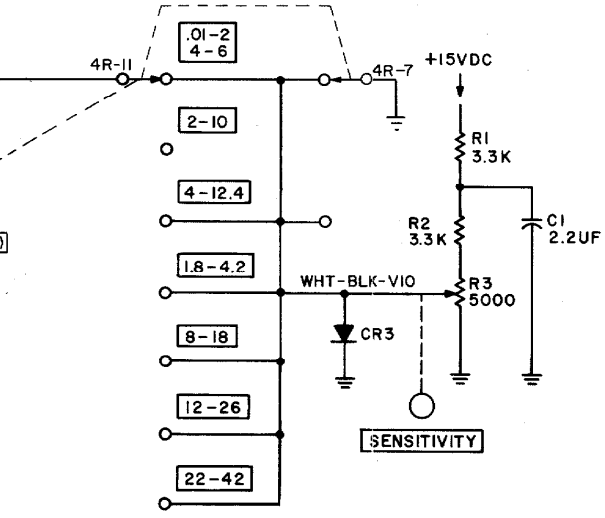 .01-2
4-6
4R-11
4R-7
+15VDC
2-10
R1
3.3K
4-12.4
R2
3.3K
C1
2.2UF
1.8-4.2
WHT-BLK-VIO
R3
5000
8-18
CR3
12-26
SENSITIVITY
22-42